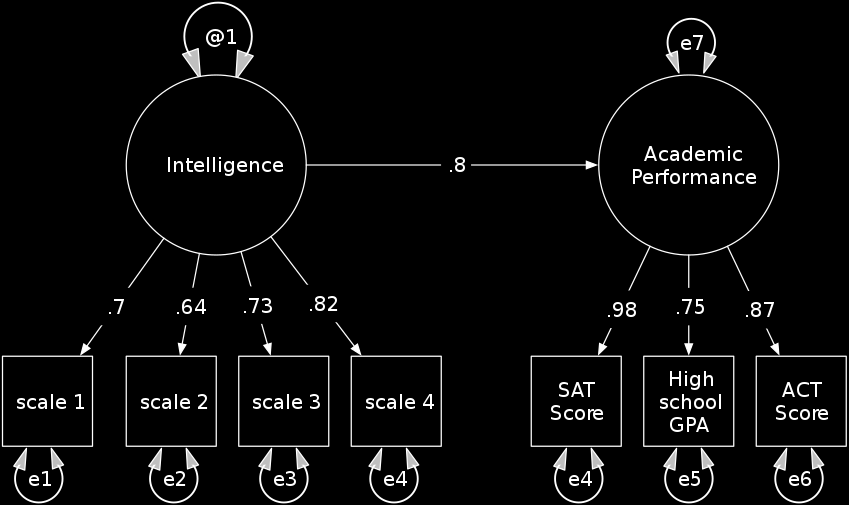 @1
e7
Intelligence
.8
Academic
Performance
.7
.64
.73
.82
.98
.75
.87
scale 1
scale 2
scale 3
scale 4
SAT
Score
High
school
GPA
ACT
Score
e1
e2
e3
e4
e4
e5
e6